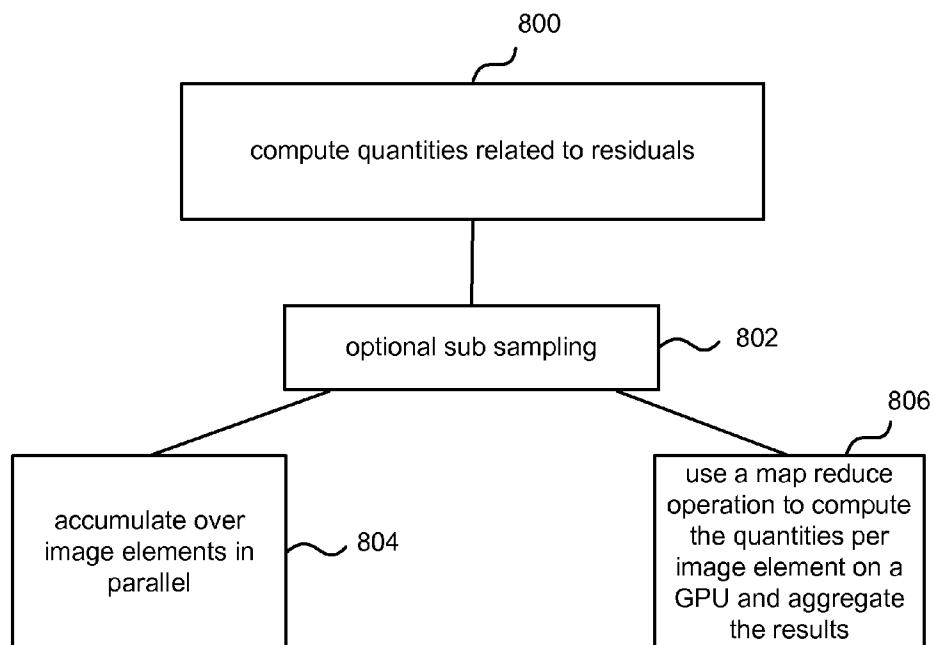 800
compute quantities related to residuals
optional sub sampling
802
806
accumulate over
image elements in
parallel
804
use a map reduce
operation to compute
the quantities per
image element on a
GPU and aggregate
the results